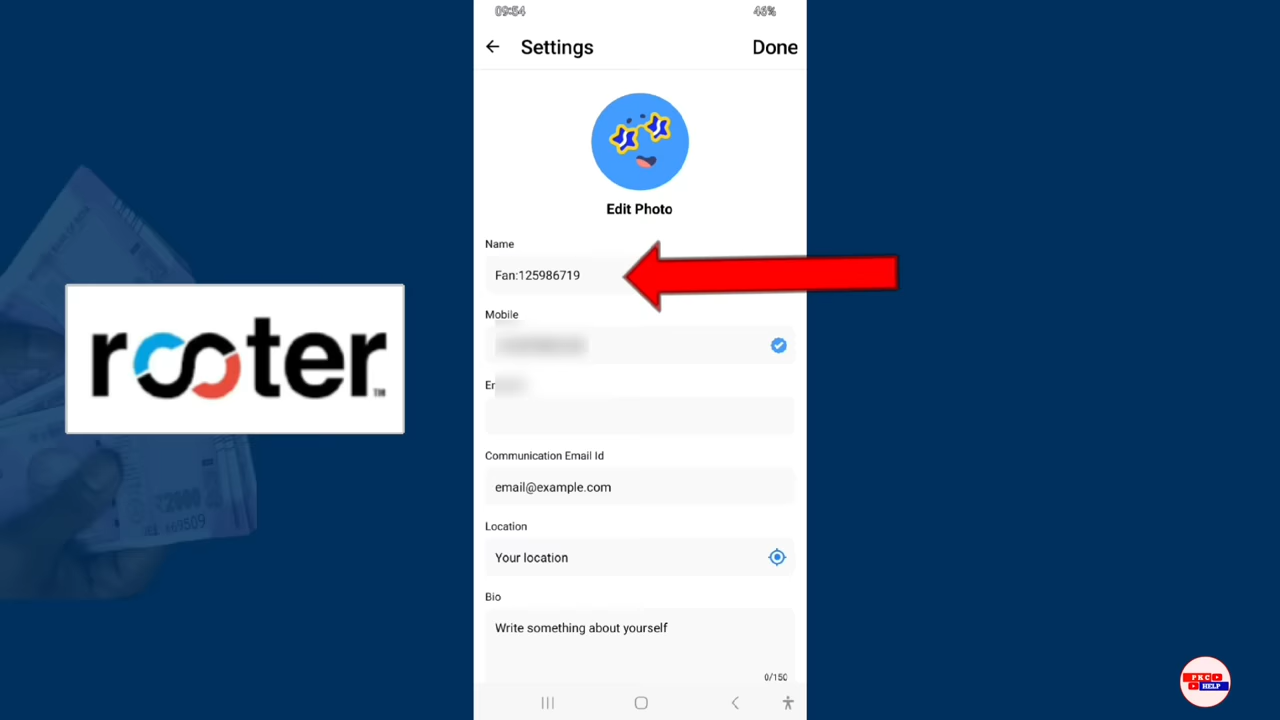 09:54
46%
Settings
Done
Edit Photo
Name
Fan:125986719
Mobile
Communication Email Id
email@example.com
Location
Your location
Bio
Write something about yourself
0/150
rooter
TM
PKC
HELP